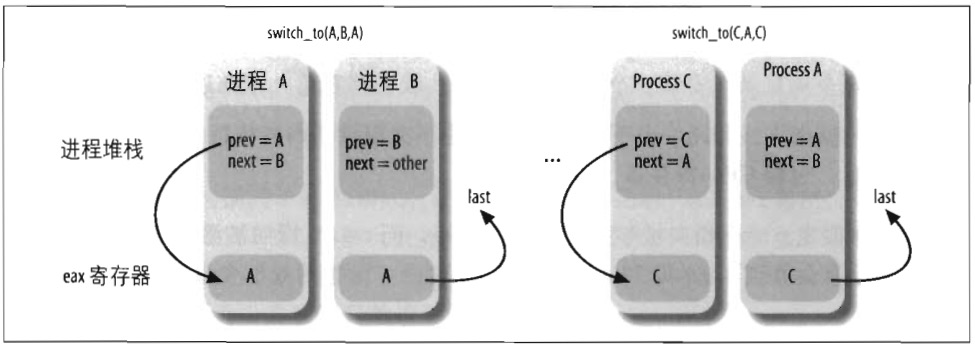 switch_to(A,B,A)
switch_to(C,A,C)
进程 A
进程 B
Process C
Process A
进程堆栈
prev = A
next = B
prev = B
next = other
...
prev = C
next = A
prev = A
next = B
last
last
eax 寄存器
A
A
C
C